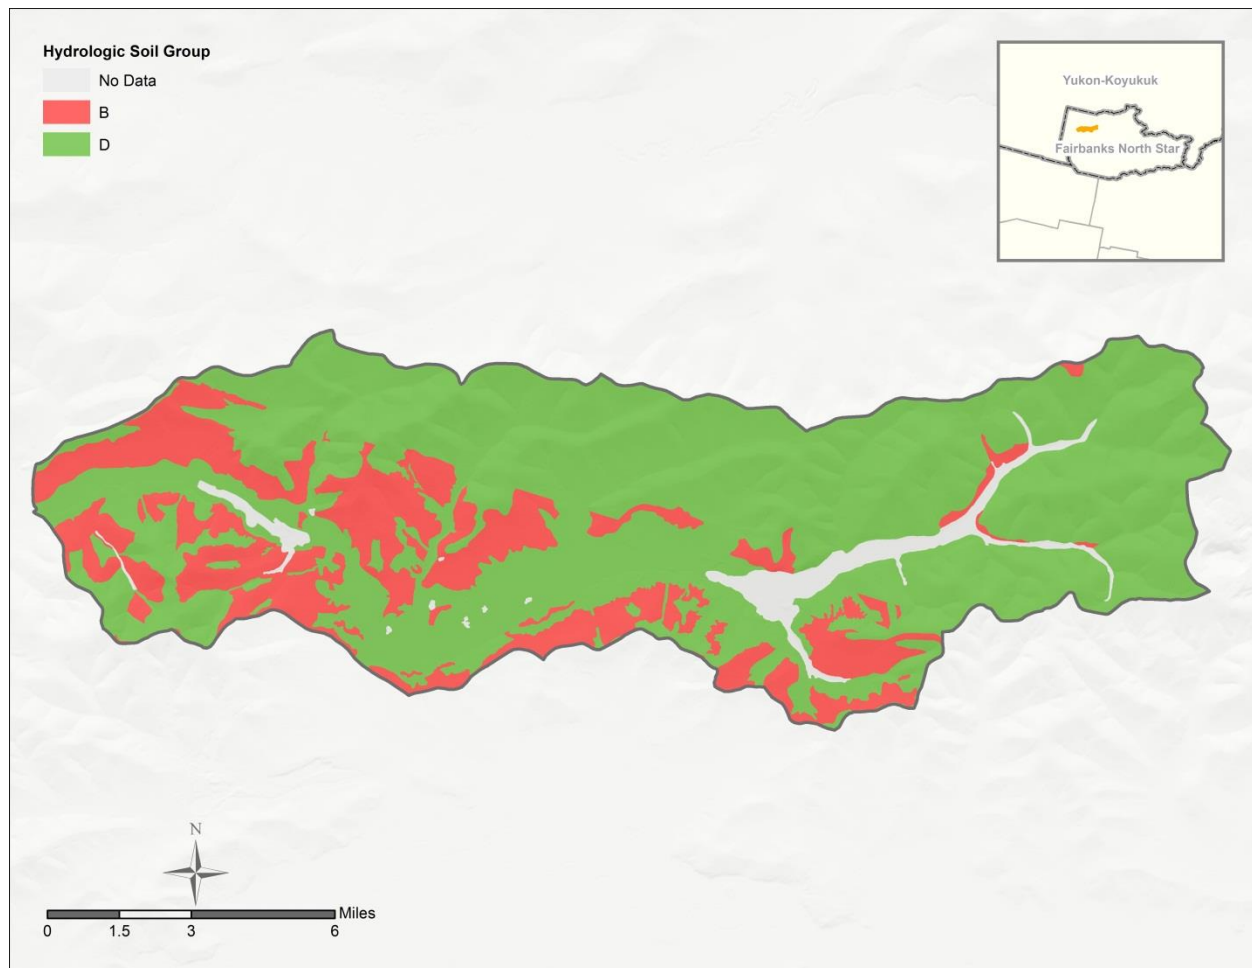 Hydrologic Soil Group
No Data
B
D
Yukon-Koyukuk
Fairbanks North Star
N
Miles
0 1.5 3 6